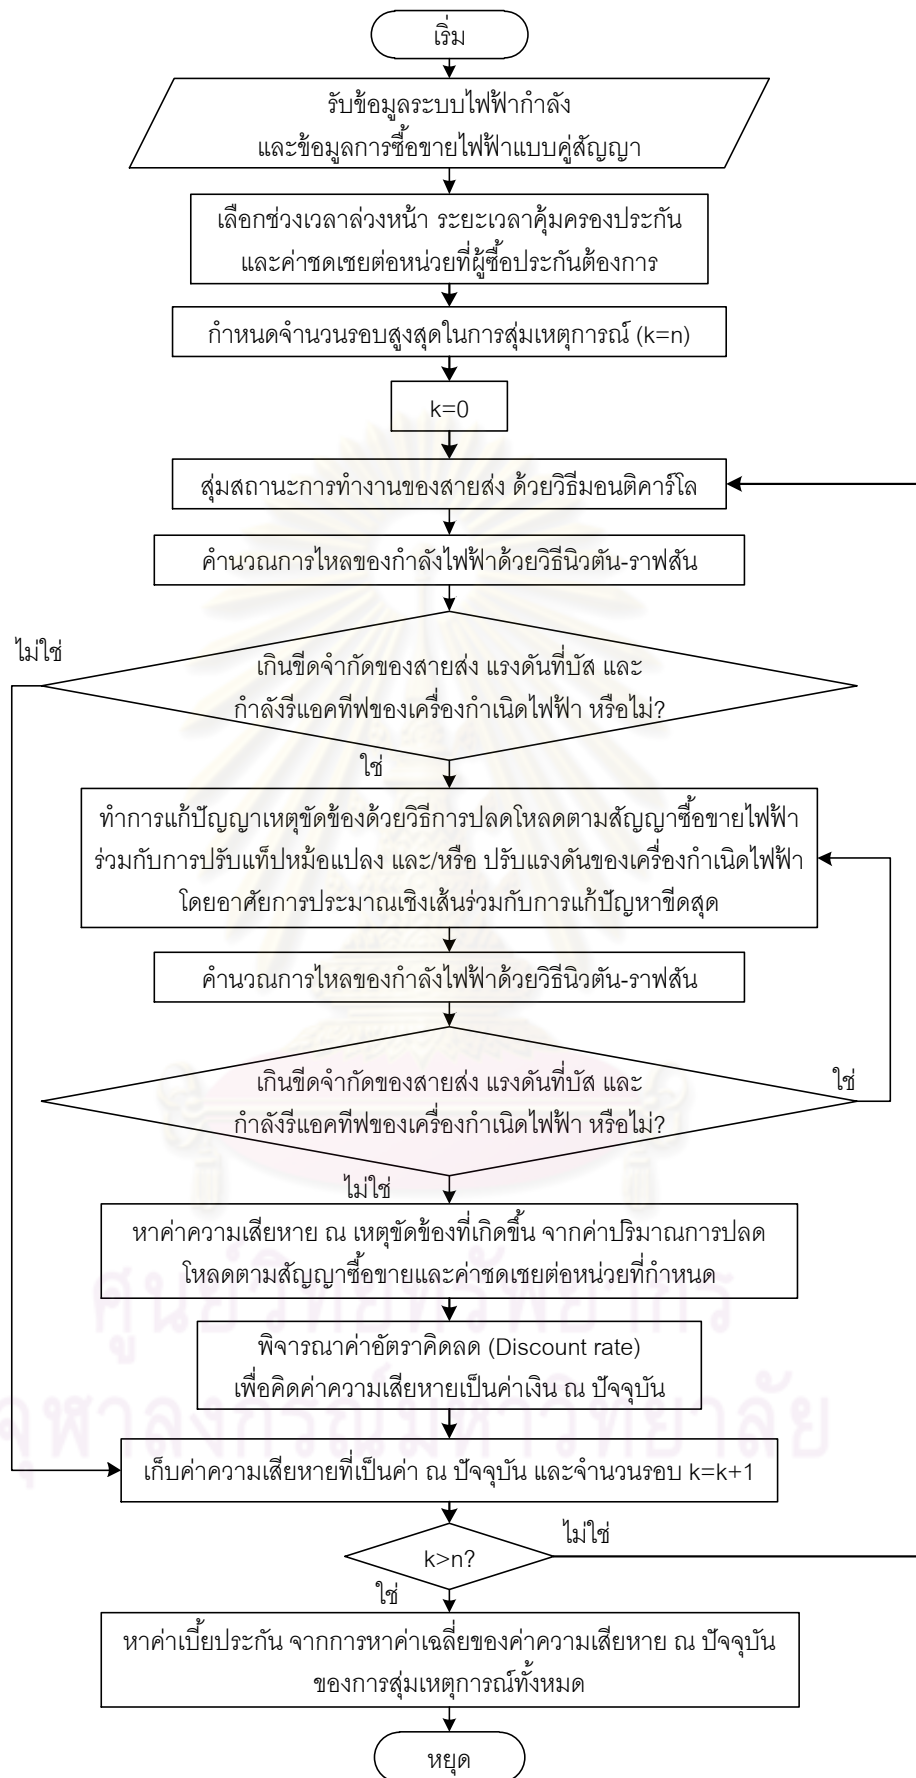 เริ่ม
รับข้อมูลระบบไฟฟ้ากำลัง
และข้อมูลการซื้อขายไฟฟ้าแบบคู่สัญญา
เลือกช่วงเวลาล่วงหน้า ระยะเวลาคุ้มครองประกัน
และค่าชดเชยต่อหน่วยที่ผู้ซื้อประกันต้องการ
กำหนดจำนวนรอบสูงสุดในการสุ่มเหตุการณ์ (k=n)
k=0
สุ่มสถานะการทำงานของสายส่ง ด้วยวิธีมอนติคาร์โล
คำนวณการไหลของกำลังไฟฟ้าด้วยวิธีนิวตัน-ราฟสัน
ไม่ใช่
เกินขีดจำกัดของสายส่ง แรงดันที่บัส และ
กำลังรีแอคทีฟของเครื่องกำเนิดไฟฟ้า หรือไม่?
ใช่
ทำการแก้ปัญญาเหตุขัดข้องด้วยวิธีการปลดโหลดตามสัญญาซื้อขายไฟฟ้า
ร่วมกับการปรับแท็ปหม้อแปลง และ/หรือ ปรับแรงดันของเครื่องกำเนิดไฟฟ้า
โดยอาศัยการประมาณเชิงเส้นร่วมกับการแก้ปัญหาขีดสุด
คำนวณการไหลของกำลังไฟฟ้าด้วยวิธีนิวตัน-ราฟสัน
เกินขีดจำกัดของสายส่ง แรงดันที่บัส และ
ใช่
กำลังรีแอคทีฟของเครื่องกำเนิดไฟฟ้า หรือไม่?
ไม่ใช่
หาค่าความเสียหาย ณ เหตุขัดข้องที่เกิดขึ้น จากค่าปริมาณการปลด
โหลดตามสัญญาซื้อขายและค่าชดเชยต่อหน่วยที่กำหนด
ศูนย์วิทยทรัพยากร
พิจารณาค่าอัตราคิดลด (Discount rate)
เพื่อคิดค่าความเสียหายเป็นค่าเงิน ณ ปัจจุบัน
จุฬาลงกรณ์มหาวิทยาลัย
เก็บค่าความเสียหายที่เป็นค่า ณ ปัจจุบัน และจำนวนรอบ k=k+1
k>n?
ไม่ใช่
ใช่
หาค่าเบี้ยประกัน จากการหาค่าเฉลี่ยของค่าความเสียหาย ณ ปัจจุบัน
ของการสุ่มเหตุการณ์ทั้งหมด
หยุด